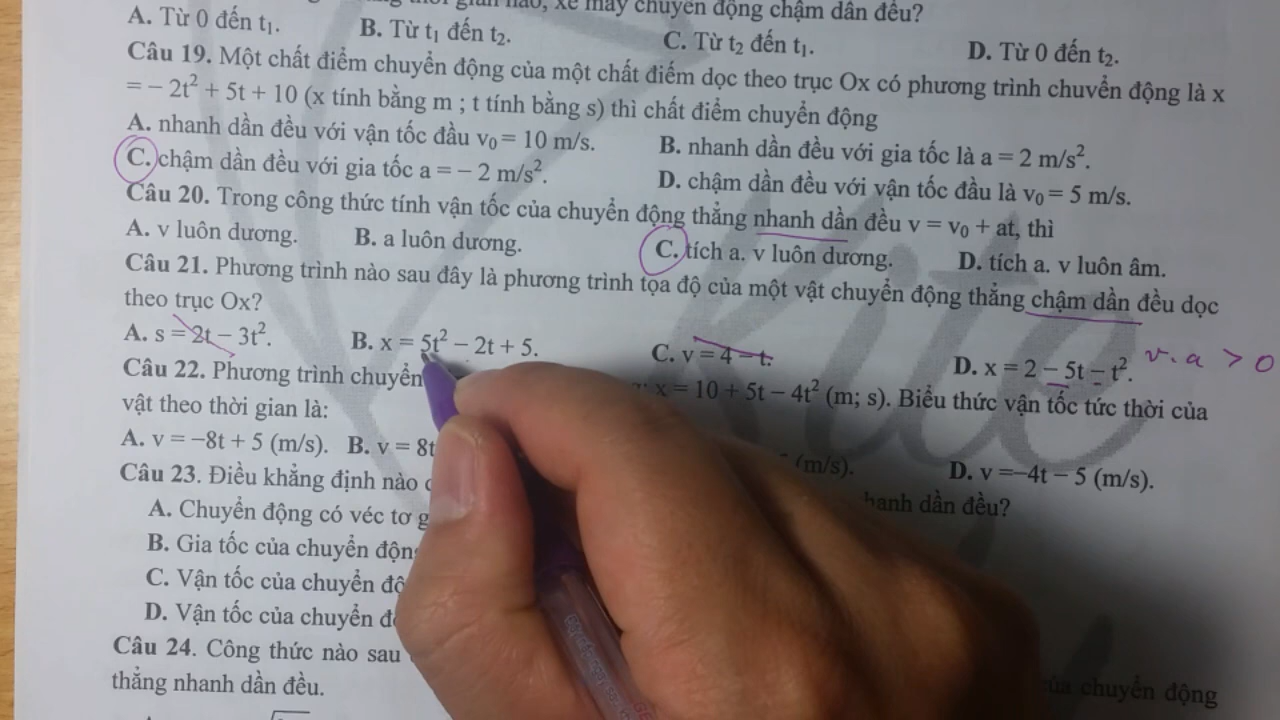 xe máy chuyển động chậm dần đều?
A. Từ 0 đến t₁. B. Từ t₁ đến t₂. C. Từ t₂ đến t₁. D. Từ 0 đến t₂.
Câu 19. Một chất điểm chuyển động của một chất điểm dọc theo trục Ox có phương trình chuyển động là x
= – 2t² + 5t + 10 (x tính bằng m ; t tính bằng s) thì chất điểm chuyển động
A. nhanh dần đều với vận tốc đầu v₀ = 10 m/s. B. nhanh dần đều với gia tốc là a = 2 m/s².
C. chậm dần đều với gia tốc a = – 2 m/s². D. chậm dần đều với vận tốc đầu là v₀ = 5 m/s.
Câu 20. Trong công thức tính vận tốc của chuyển động thẳng nhanh dần đều v = v₀ + at, thì
A. v luôn dương. B. a luôn dương. C. tích a. v luôn dương. D. tích a. v luôn âm.
Câu 21. Phương trình nào sau đây là phương trình tọa độ của một vật chuyển động thẳng chậm dần đều dọc
theo trục Ox?
A. s = 2t – 3t². B. x = 5t² – 2t + 5. C. v = 4 – t. D. x = 2 – 5t – t². v. a > 0
Câu 22. Phương trình chuyển x = 10 + 5t – 4t² (m; s). Biểu thức vận tốc tức thời của
vật theo thời gian là:
A. v = –8t + 5 (m/s). B. v = 8t (m/s). D. v =–4t – 5 (m/s).
Câu 23. Điều khẳng định nào hanh dần đều?
A. Chuyển động có véc tơ
B. Gia tốc của chuyển
C. Vận tốc của chuyển
D. Vận tốc của chuyển
Câu 24. Công thức nào sau của chuyển động
thẳng nhanh dần đều.
Kite